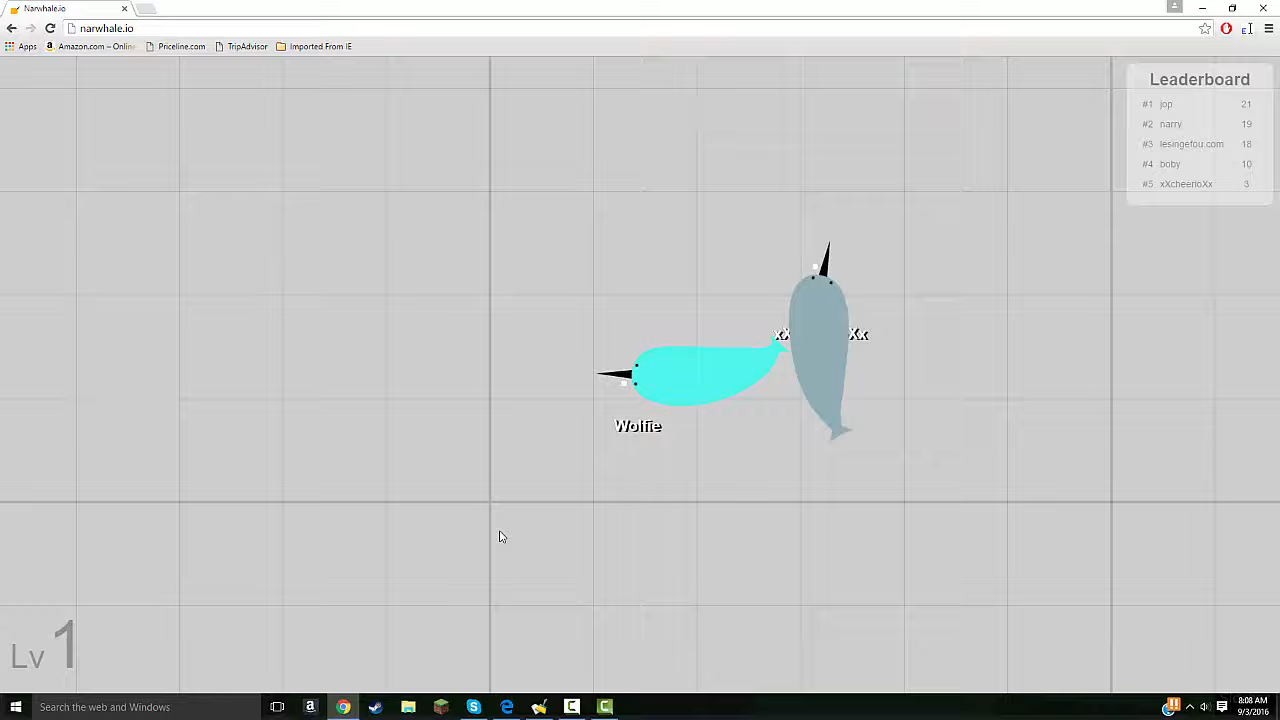 Narwhale.io
narwhale.io
Apps
Amazon.com – Onlin
Priceline.com
TripAdvisor
Imported From IE
Leaderboard
#1 jop 21
#2 narry 19
#3 lesingefou.com 18
#4 boby 10
#5 xXcheerioXx 3
xX Xx
Wolfie
Lv 1
Search the web and Windows
8:08 AM
9/3/2016